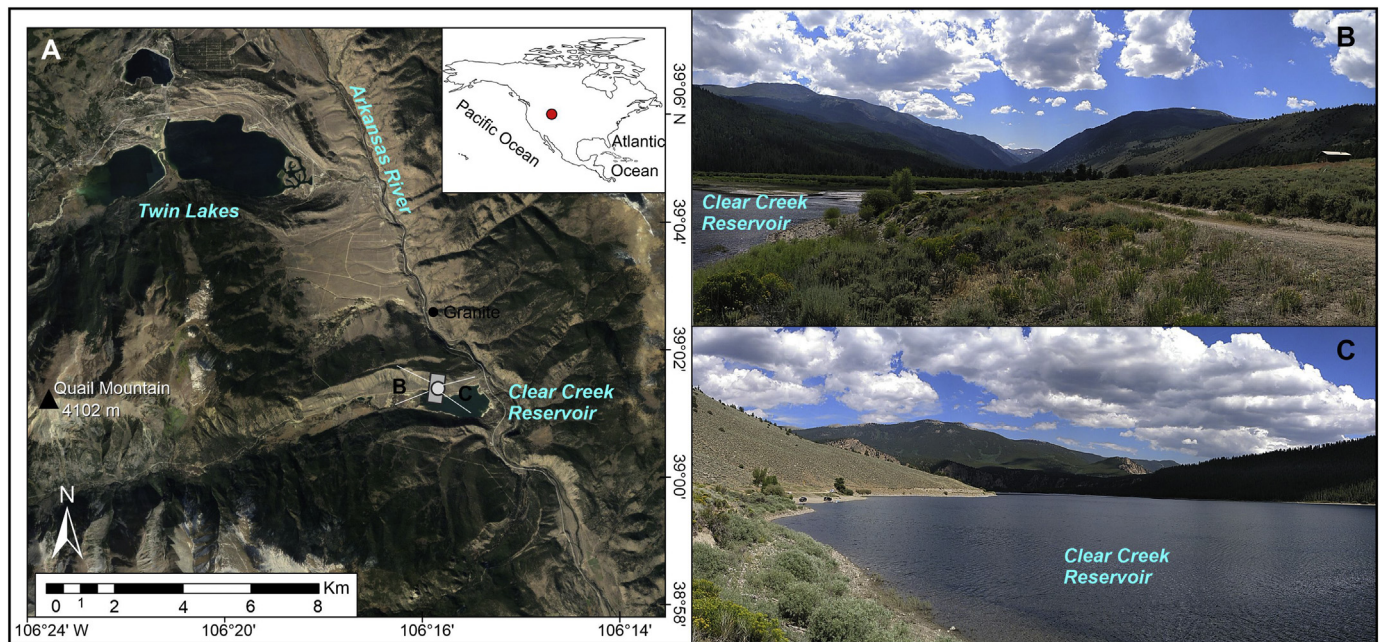 A
Arkansas River
Pacific Ocean
Atlantic
Ocean
Twin Lakes
Granite
Quail Mountain
4102 m
B
C
Clear Creek
Reservoir
N
0 1 2 4 6 8 Km
106°24' W
106°20'
106°16'
106°14'
39°06' N
39°04'
39°02'
39°00'
38°58'
B
Clear Creek
Reservoir
C
Clear Creek
Reservoir